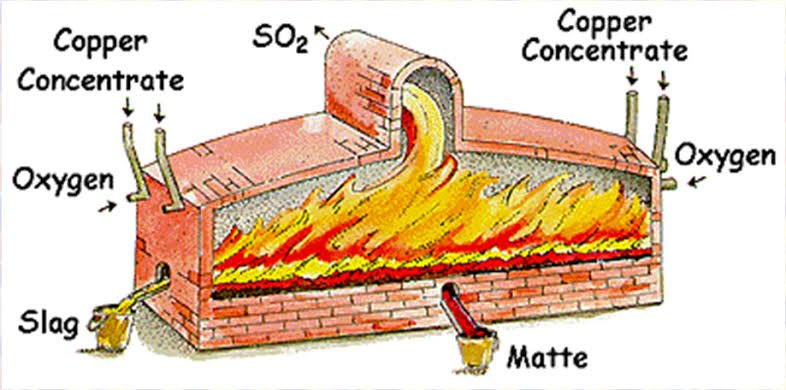 Copper
Concentrate
SO₂
Copper
Concentrate
Oxygen
Oxygen
Slag
Matte